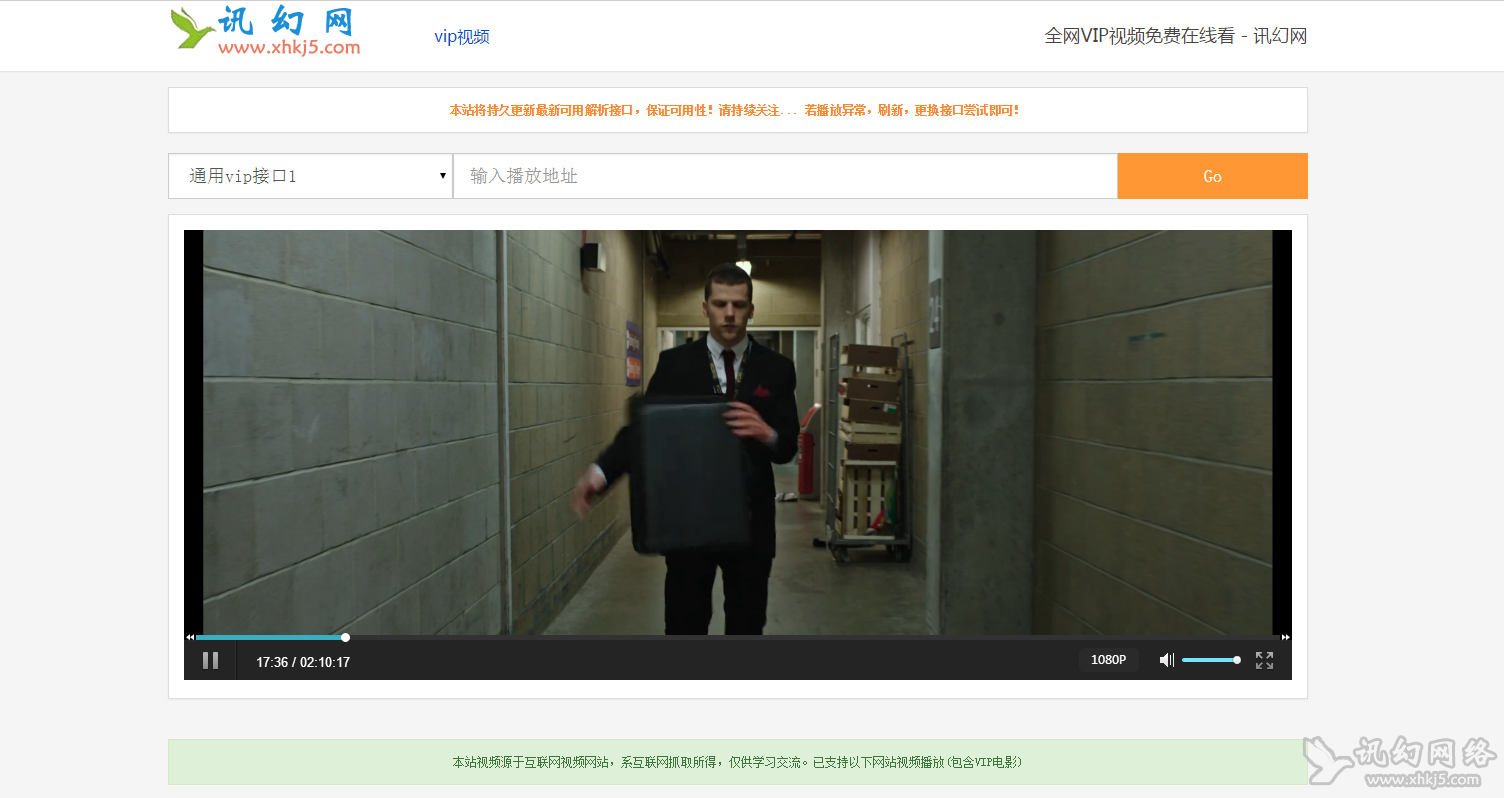 讯幻网
www.xhkj5.com
vip视频
全网VIP视频免费在线看 - 讯幻网
本站将持久更新最新可用解析接口，保证可用性！请持续关注... 若播放异常，刷新，更换接口尝试即可！
通用vip接口1
输入播放地址
Go
17:36 / 02:10:17
1080P
本站视频源于互联网视频网站，系互联网抓取所得，仅供学习交流。已支持以下网站视频播放(包含VIP电影)
讯幻网络
www.xhkj5.com